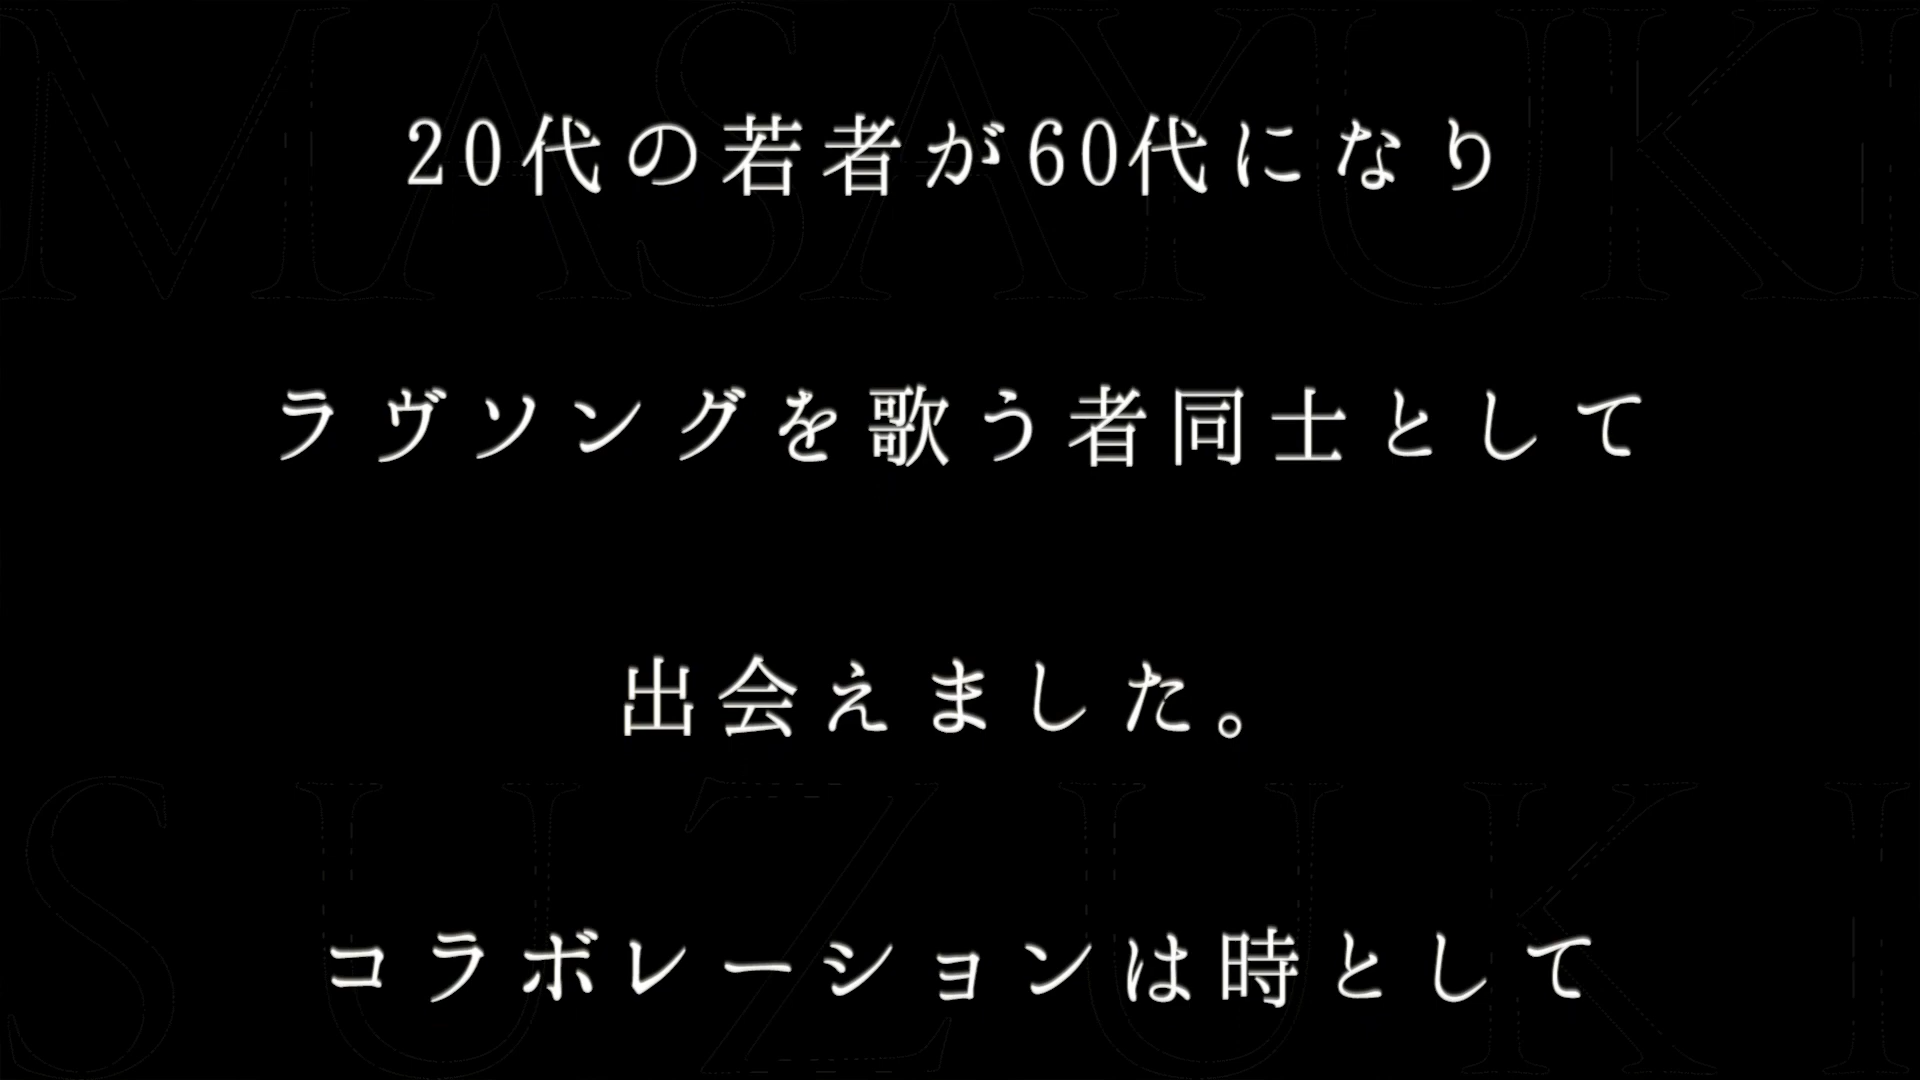 MASAYUKI
20代の若者が60代になり
ラヴソングを歌う者同士として
出会えました。
SUZUKI
コラボレーションは時として